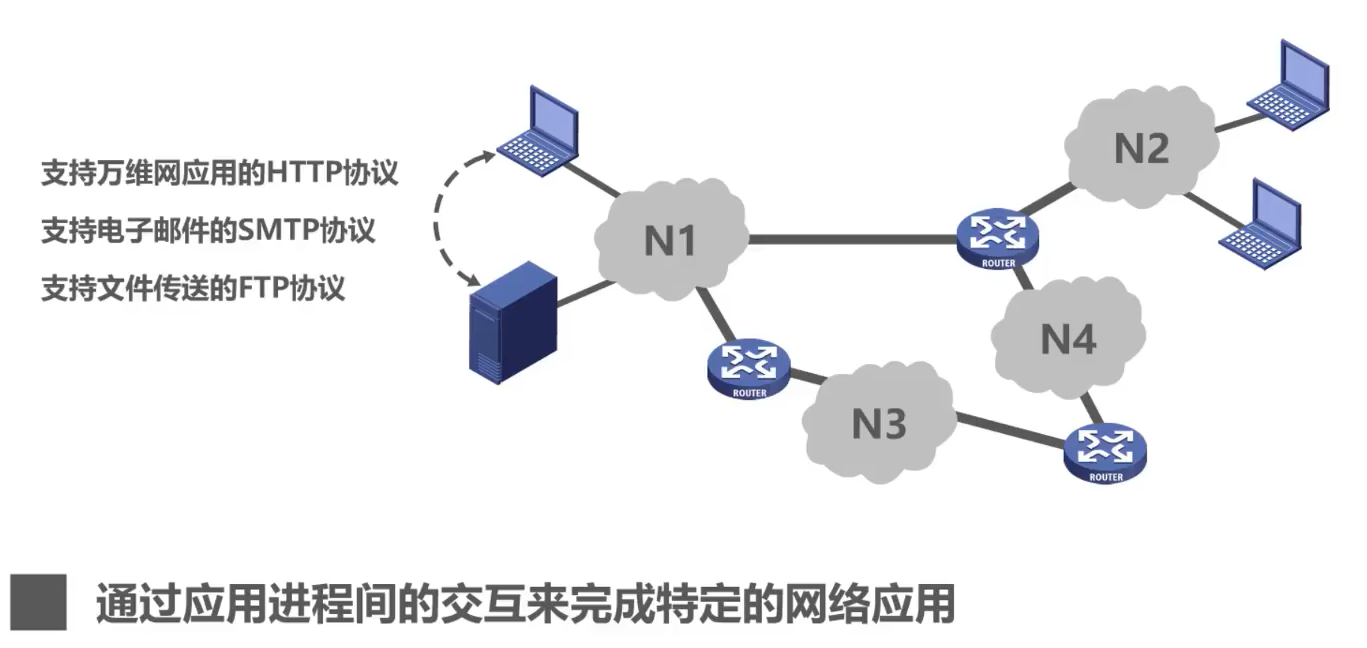 支持万维网应用的HTTP协议
支持电子邮件的SMTP协议
支持文件传送的FTP协议
N1
N2
ROUTER
N4
ROUTER
N3
ROUTER
通过应用进程间的交互来完成特定的网络应用